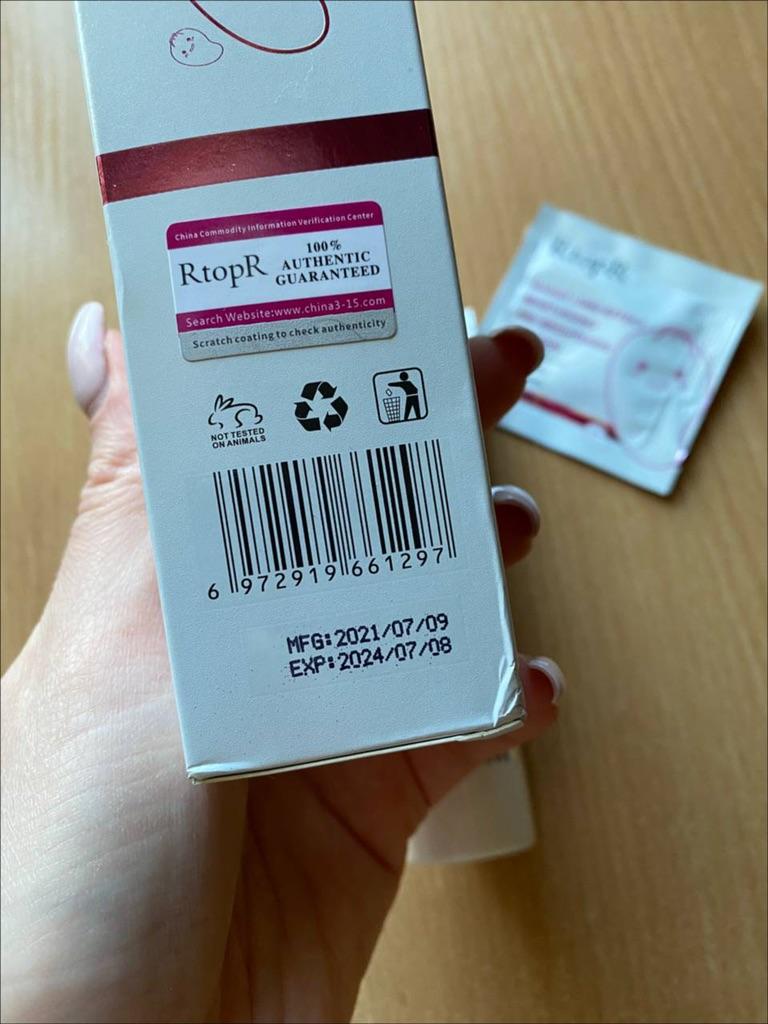 China Commodity Information Verification Center
RtopR
100%
AUTHENTIC
GUARANTEED
Search Website:www.china3-15.com
Scratch coating to check authenticity
NOT TESTED
ON ANIMALS
6 972919 661297
MFG:2021/07/09
EXP:2024/07/08
RtopR